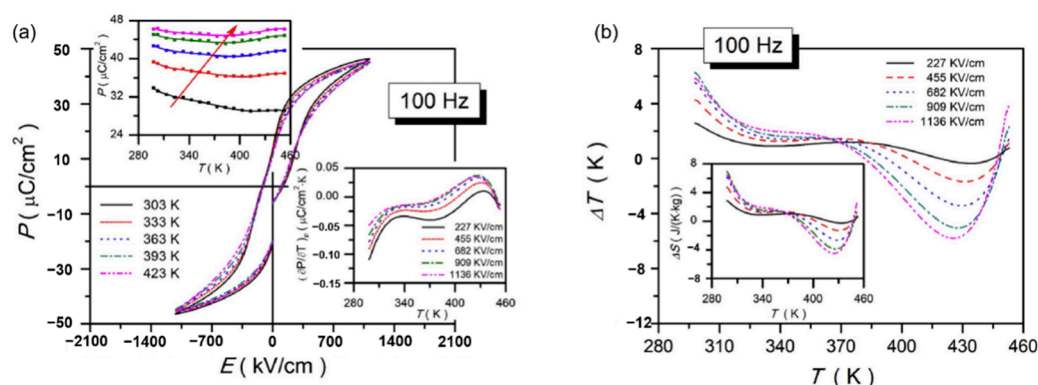 (a)
48
42
36
30
24
P ( μC/cm²)
280 320 360 400 440 460
T ( K )
50
40
20
0
-10
-30
-50
P ( μC/cm²)
100 Hz
303 K
333 K
363 K
393 K
423 K
0.05
0.00
-0.05
-0.10
-0.15
(∂P/∂T)E (μC/cm²·K)
227 KV/cm
455 KV/cm
682 KV/cm
909 KV/cm
1136 KV/cm
280 340 400 460
T ( K )
-2100 -1400 -700 0 700 1400 2100
E ( kV/cm)
(b)
100 Hz
8
4
0
-4
-8
-12
ΔT ( K )
227 KV/cm
455 KV/cm
682 KV/cm
909 KV/cm
1136 KV/cm
8
4
0
-4
-8
ΔS ( J/(K·kg)
280 340 400 460
T ( K )
280 310 340 370 400 430 460
T ( K )